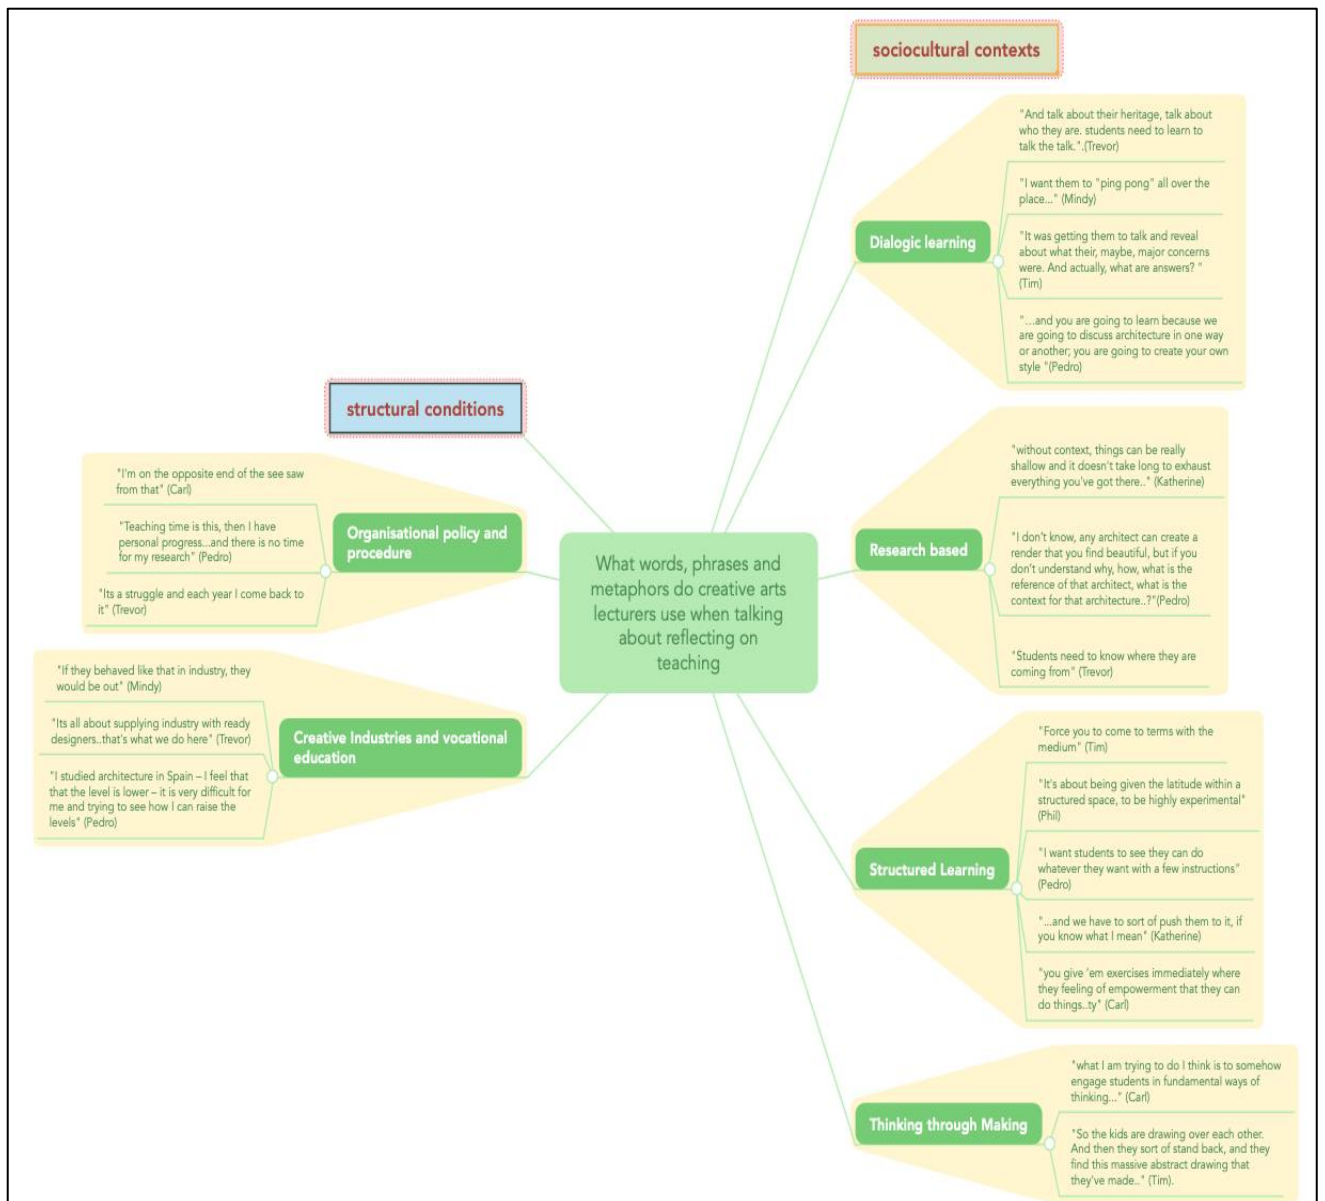 sociocultural contexts
"And talk about their heritage, talk about
who they are. students need to learn to
talk the talk.".(Trevor)
"I want them to "ping pong" all over the
place..." (Mindy)
Dialogic learning
"It was getting them to talk and reveal
about what their, maybe, major concerns
were. And actually, what are answers? "
(Tim)
"...and you are going to learn because we
are going to discuss architecture in one way
or another; you are going to create your own
style "(Pedro)
structural conditions
"I'm on the opposite end of the see saw
from that" (Carl)
Organisational policy and
procedure
"Teaching time is this, then I have
personal progress...and there is no time
for my research" (Pedro)
"Its a struggle and each year I come back to
it" (Trevor)
What words, phrases and
metaphors do creative arts
lecturers use when talking
about reflecting on
teaching
"without context, things can be really
shallow and it doesn't take long to exhaust
everything you've got there.." (Katherine)
Research based
"I don't know, any architect can create a
render that you find beautiful, but if you
don't understand why, how, what is the
reference of that architect, what is the
context for that architecture..?"(Pedro)
"Students need to know where they are
coming from" (Trevor)
"If they behaved like that in industry, they
would be out" (Mindy)
"Its all about supplying industry with ready
designers..that's what we do here" (Trevor)
Creative Industries and vocational
education
"I studied architecture in Spain – I feel that
that the level is lower – it is very difficult for
me and trying to see how I can raise the
levels" (Pedro)
"Force you to come to terms with the
medium" (Tim)
"It's about being given the latitude within a
structured space, to be highly experimental"
(Phil)
Structured Learning
"I want students to see they can do
whatever they want with a few instructions"
(Pedro)
"...and we have to sort of push them to it, if
you know what I mean" (Katherine)
"you give 'em exercises immediately where
they feeling of empowerment that they can
do things..ty" (Carl)
"what I am trying to do I think is to somehow
engage students in fundamental ways of
thinking..." (Carl)
Thinking through Making
"So the kids are drawing over each other.
And then they sort of stand back, and they
find this massive abstract drawing that
they've made.." (Tim).